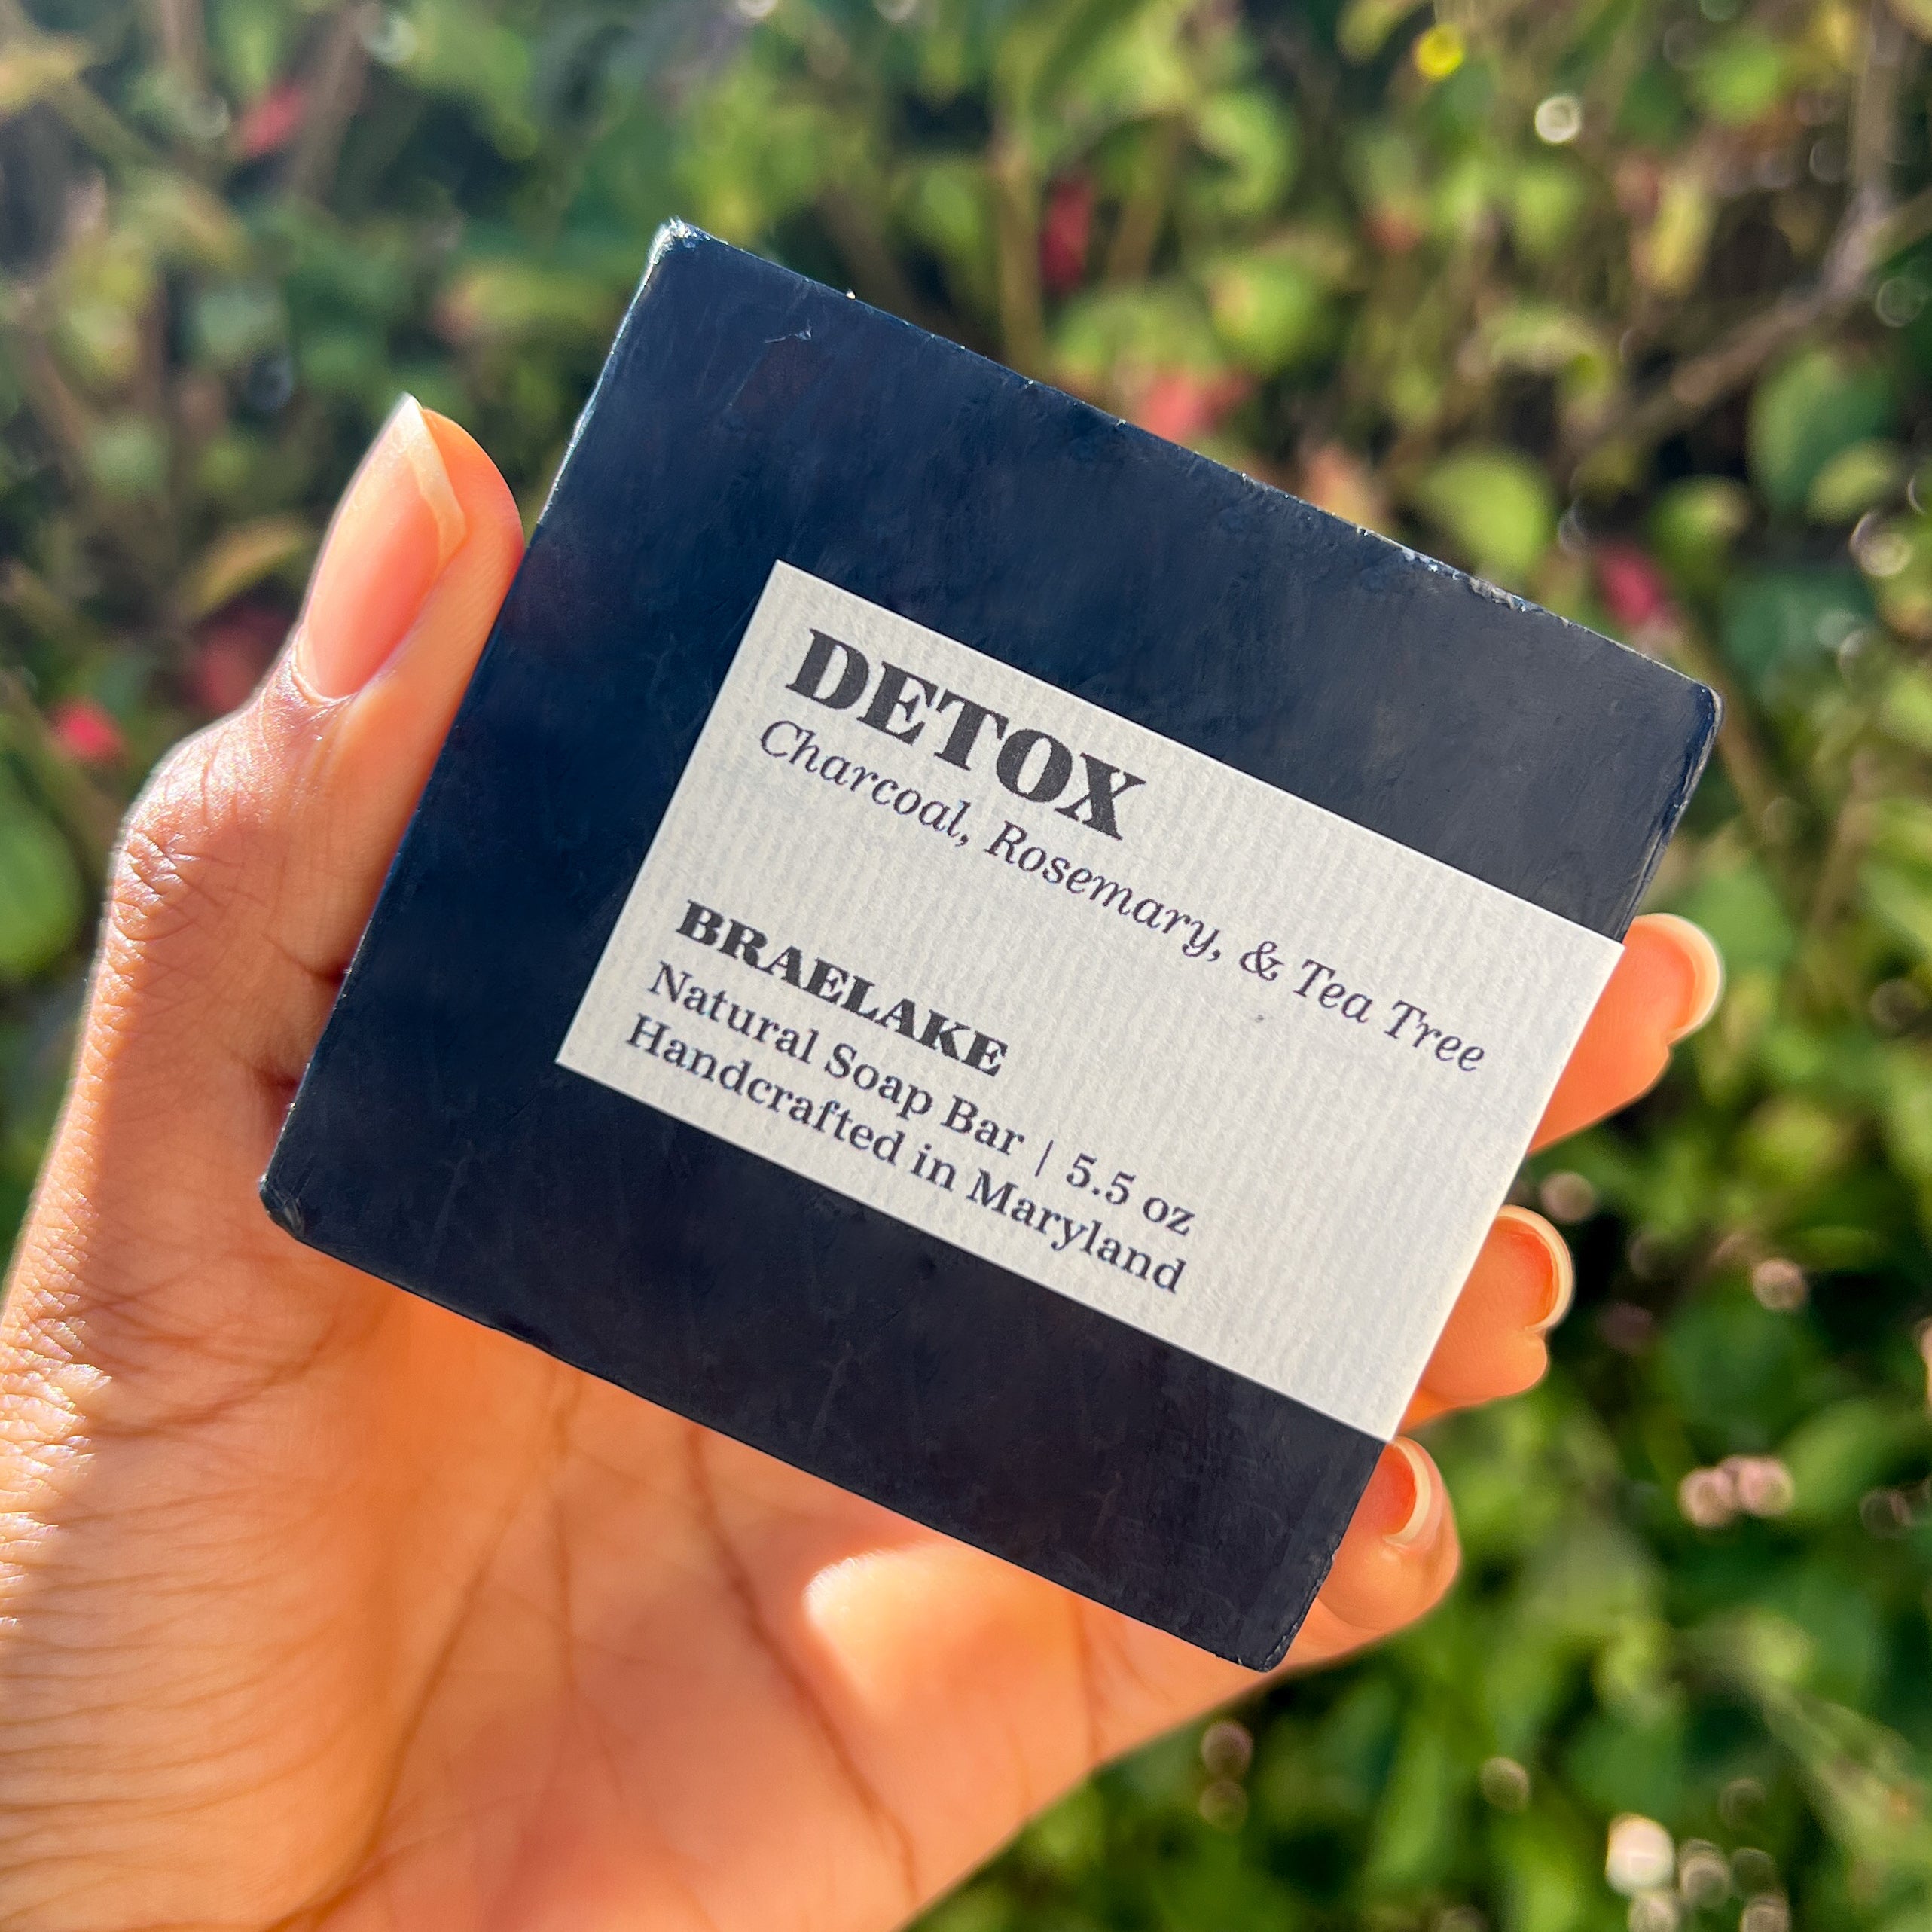 DETOX
Charcoal, Rosemary, & Tea Tree
BRAELAKE
Natural Soap Bar | 5.5 oz
Handcrafted in Maryland